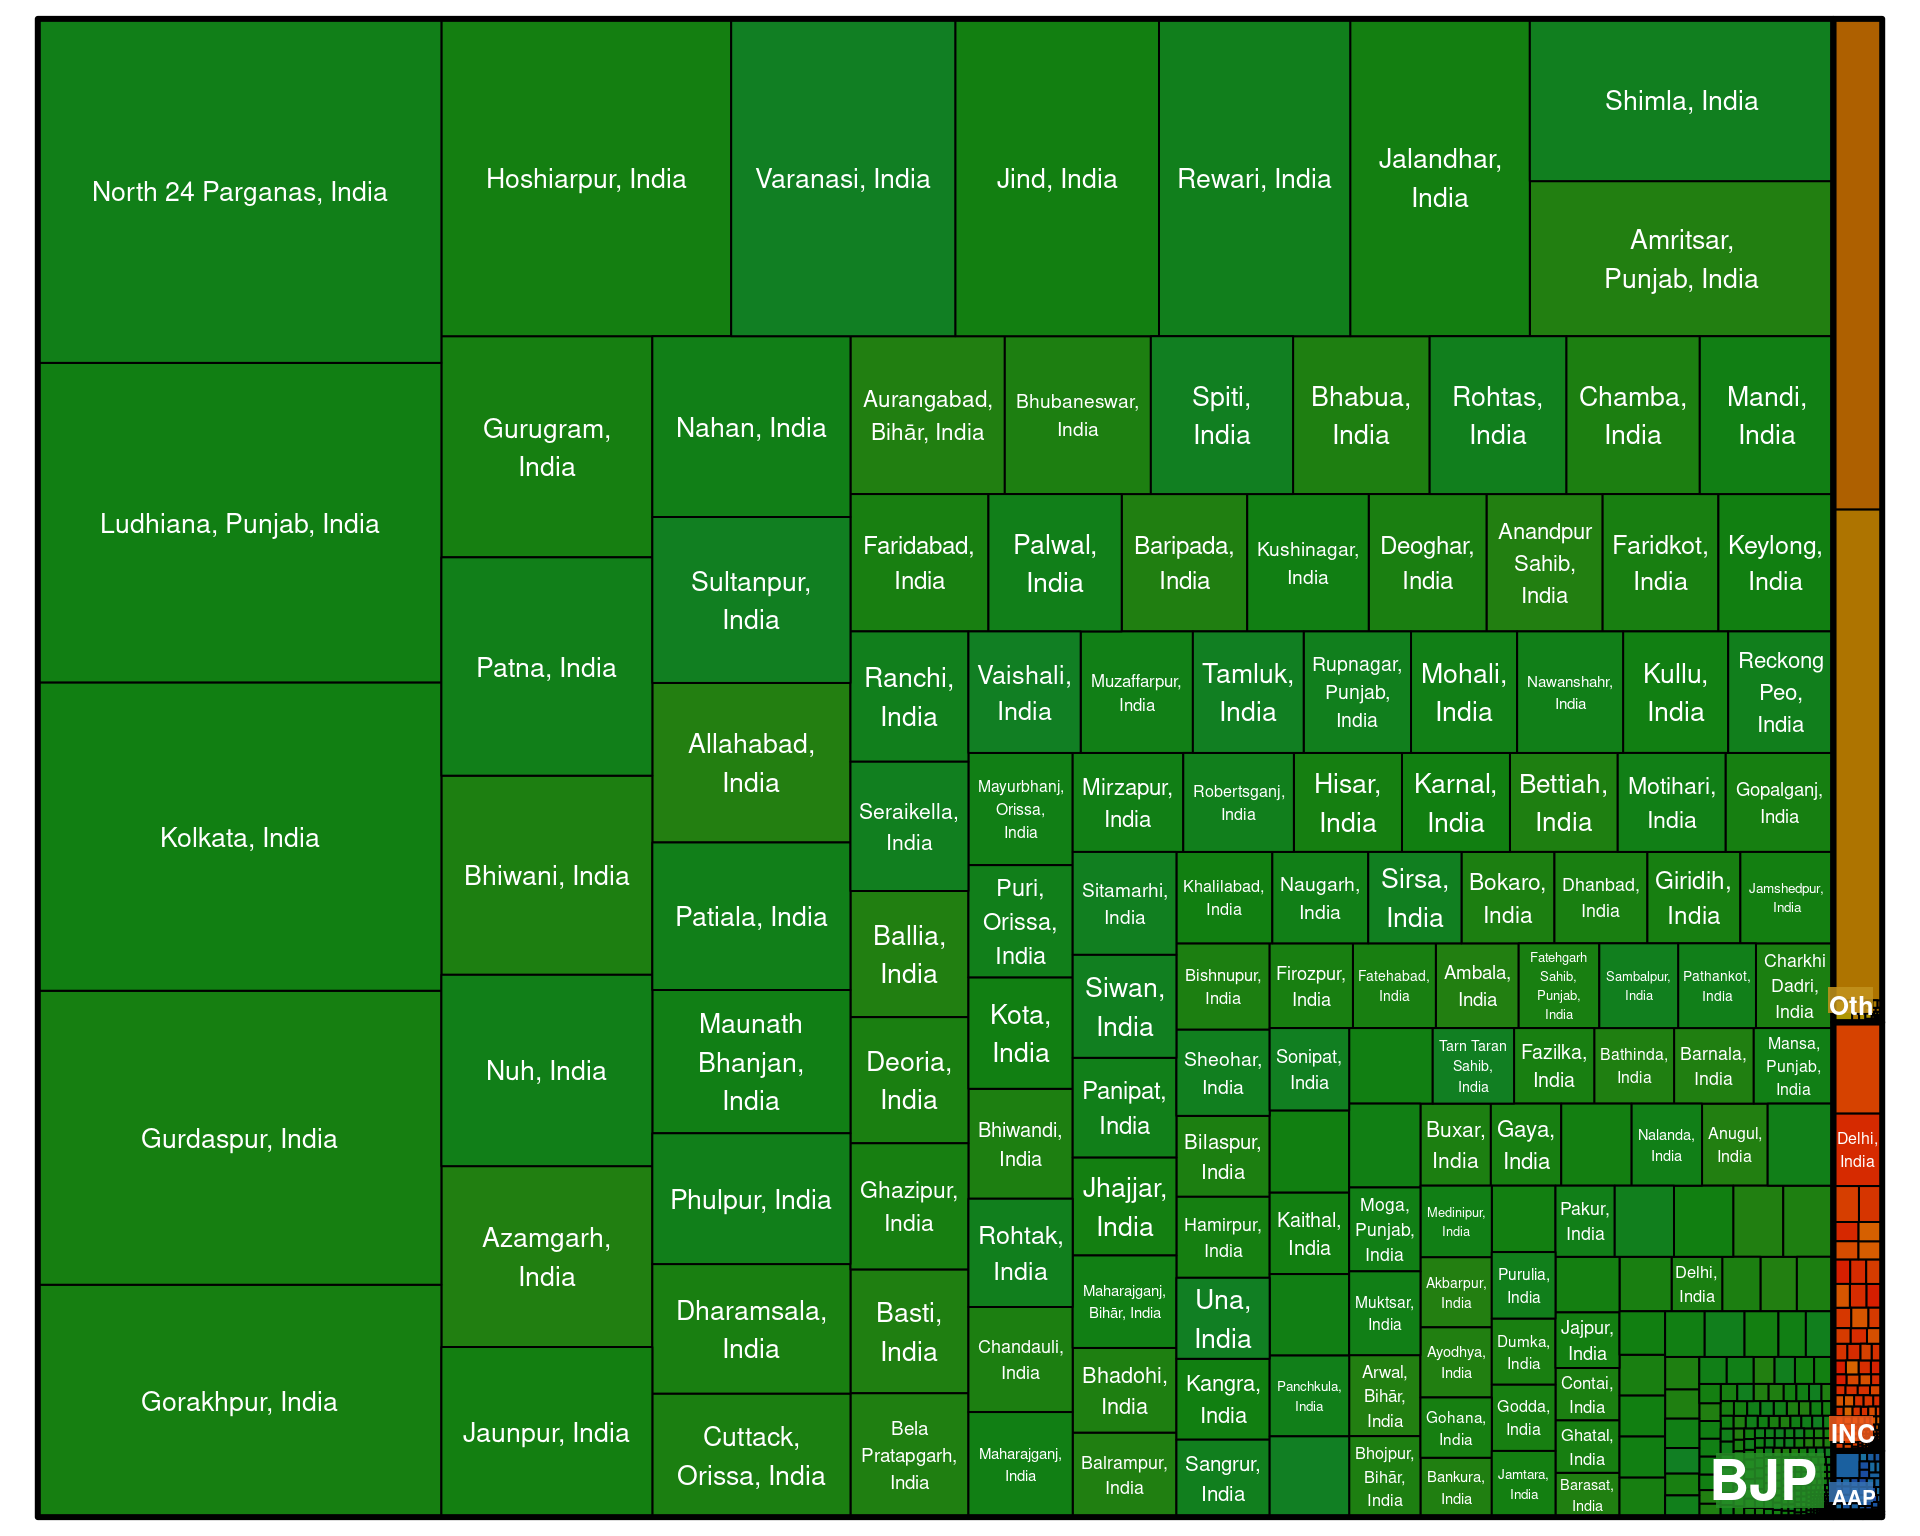 North 24 Parganas, India
Ludhiana, Punjab, India
Kolkata, India
Gurdaspur, India
Gorakhpur, India
Hoshiarpur, India
Varanasi, India
Jind, India
Rewari, India
Jalandhar,
India
Shimla, India
Amritsar,
Punjab, India
Gurugram,
India
Patna, India
Bhiwani, India
Nuh, India
Azamgarh,
India
Jaunpur, India
Nahan, India
Sultanpur,
India
Allahabad,
India
Patiala, India
Maunath
Bhanjan,
India
Phulpur, India
Dharamsala,
India
Cuttack,
Orissa, India
Aurangabad,
Bihār, India
Bhubaneswar,
India
Spiti,
India
Bhabua,
India
Rohtas,
India
Chamba,
India
Mandi,
India
Faridabad,
India
Palwal,
India
Baripada,
India
Kushinagar,
India
Deoghar,
India
Anandpur
Sahib,
India
Faridkot,
India
Keylong,
India
Ranchi,
India
Seraikella,
India
Ballia,
India
Deoria,
India
Ghazipur,
India
Basti,
India
Bela
Pratapgarh,
India
Vaishali,
India
Muzaffarpur,
India
Tamluk,
India
Rupnagar,
Punjab,
India
Mohali,
India
Nawanshahr,
India
Kullu,
India
Reckong
Peo,
India
Mayurbhanj,
Orissa,
India
Puri,
Orissa,
India
Kota,
India
Bhiwandi,
India
Rohtak,
India
Chandauli,
India
Maharajganj,
India
Mirzapur,
India
Robertsganj,
India
Hisar,
India
Karnal,
India
Bettiah,
India
Motihari,
India
Gopalganj,
India
Sitamarhi,
India
Siwan,
India
Panipat,
India
Jhajjar,
India
Maharajganj,
Bihār, India
Bhadohi,
India
Balrampur,
India
Khalilabad,
India
Naugarh,
India
Sirsa,
India
Bokaro,
India
Dhanbad,
India
Giridih,
India
Jamshedpur,
India
Bishnupur,
India
Firozpur,
India
Fatehabad,
India
Ambala,
India
Fatehgarh
Sahib,
Punjab,
India
Sambalpur,
India
Pathankot,
India
Charkhi
Dadri,
India
Sheohar,
India
Bilaspur,
India
Hamirpur,
India
Una,
India
Kangra,
India
Sangrur,
India
Sonipat,
India
Kaithal,
India
Panchkula,
India
Tarn Taran
Sahib,
India
Fazilka,
India
Bathinda,
India
Barnala,
India
Mansa,
Punjab,
India
Moga,
Punjab,
India
Muktsar,
India
Arwal,
Bihār,
India
Bhojpur,
Bihār,
India
Buxar,
India
Gaya,
India
Nalanda,
India
Anugul,
India
Medinipur,
India
Akbarpur,
India
Ayodhya,
India
Gohana,
India
Bankura,
India
Purulia,
India
Dumka,
India
Godda,
India
Jamtara,
India
Pakur,
India
Jajpur,
India
Contai,
India
Ghatal,
India
Barasat,
India
Delhi,
India
BJP
Oth
Delhi,
India
INC
AAP